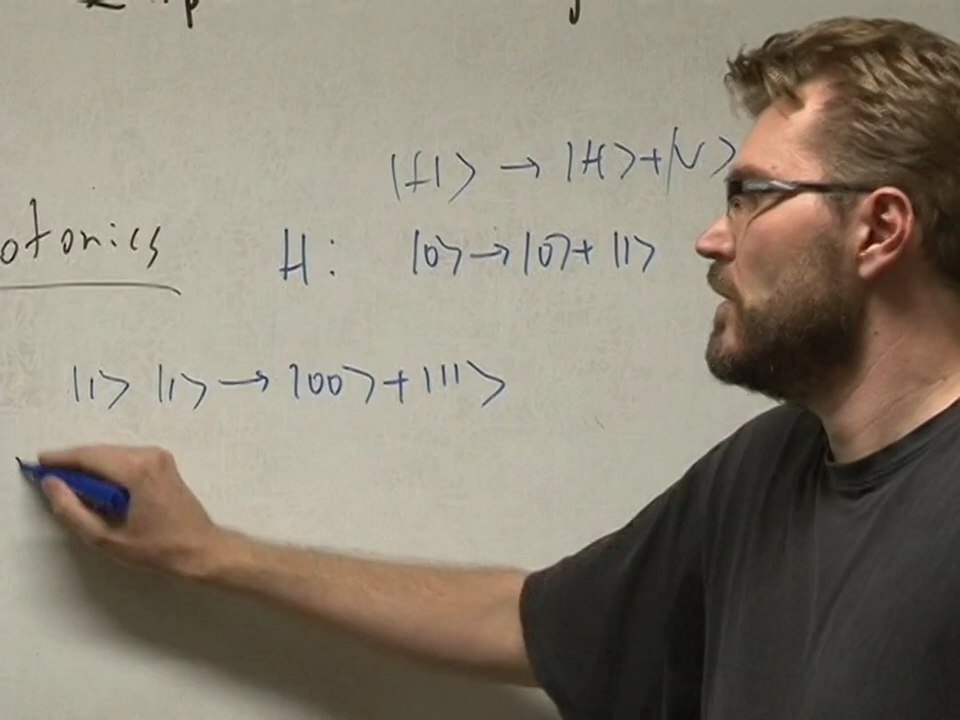 |H> → |H>+|V>
otonics
H: |0>→|0>+|1>
|1> |1> → |00>+|11>